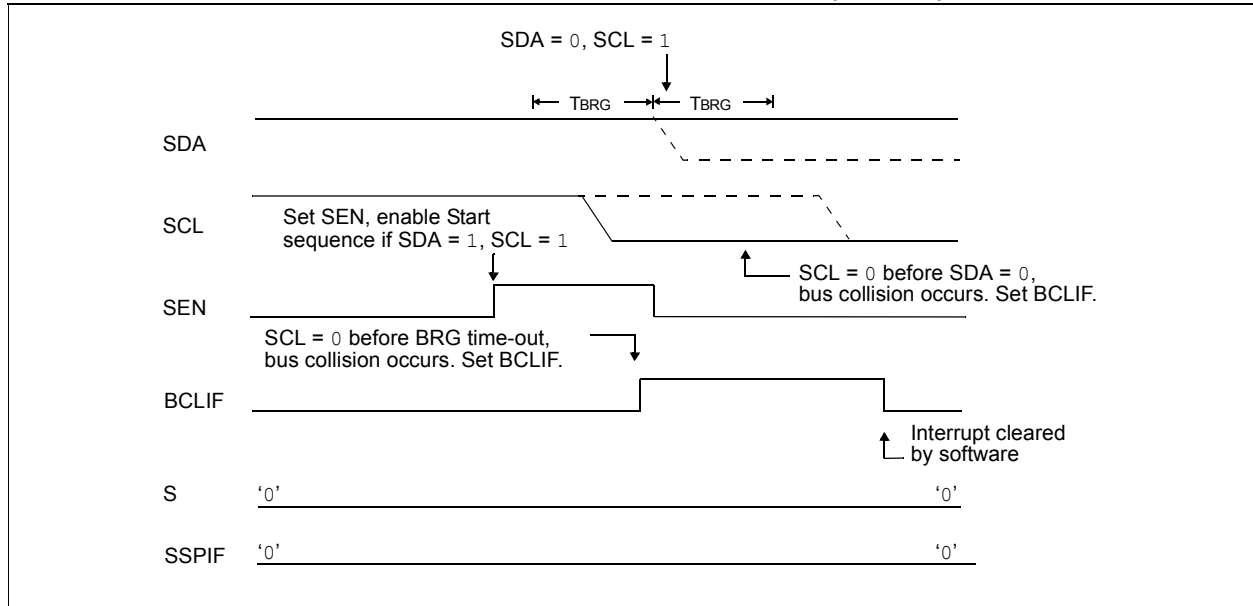 SDA = 0, SCL = 1
TBRG TBRG
SDA
SCL
Set SEN, enable Start
sequence if SDA = 1, SCL = 1
SCL = 0 before SDA = 0,
bus collision occurs. Set BCLIF.
SEN
SCL = 0 before BRG time-out,
bus collision occurs. Set BCLIF.
BCLIF
Interrupt cleared
by software
S ‘0’ ‘0’
SSPIF ‘0’ ‘0’